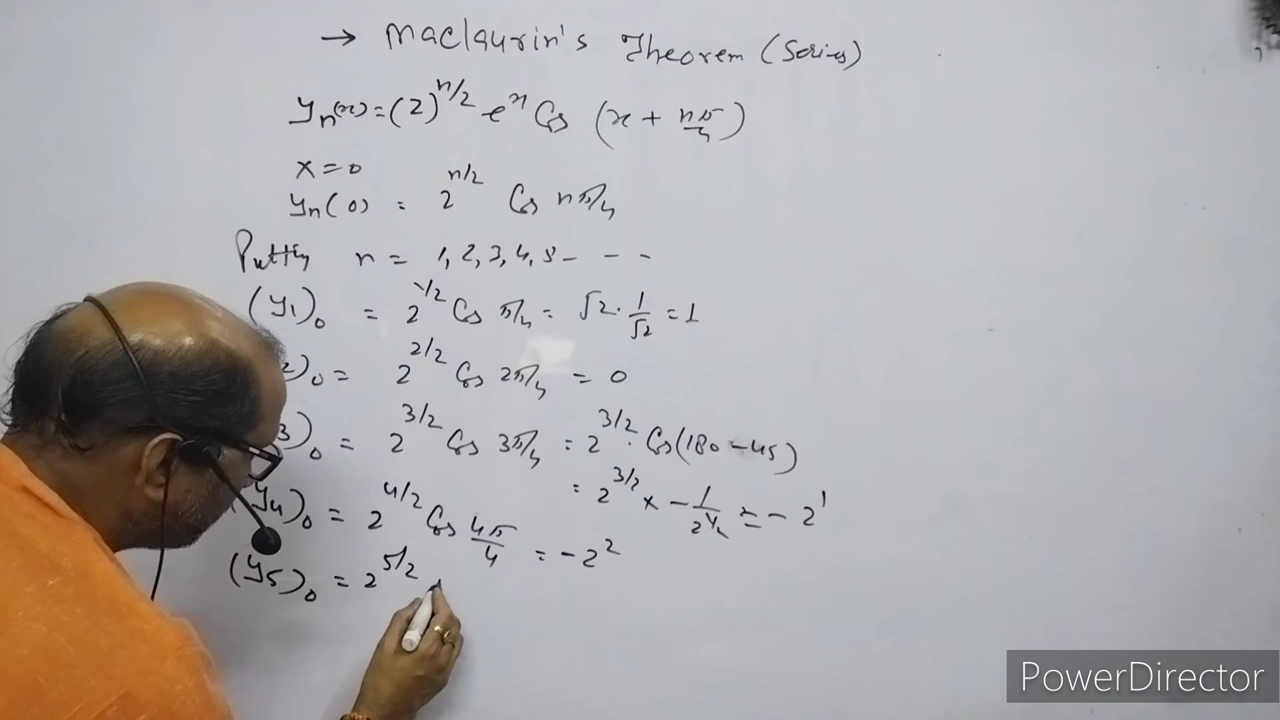 → Maclaurin's Theorem (Series)
yₙ(x) = (2)^{n/2} e^x Cos (x + nπ/4)
x = 0
yₙ(0) = 2^{n/2} Cos nπ/4
Putting n = 1, 2, 3, 4, 5 - - -
(y₁)₀ = 2^{1/2} Cos π/4 = √2 · 1/√2 = 1
2)₀ = 2^{2/2} Cos 2π/4 = 0
3)₀ = 2^{3/2} Cos 3π/4 = 2^{3/2} · Cos(180 - 45)
= 2^{3/2} × - 1/2^{1/2} = - 2^1
(y₄)₀ = 2^{4/2} Cos 4π/4 = - 2^2
(y₅)₀ = 2^{5/2}
PowerDirector